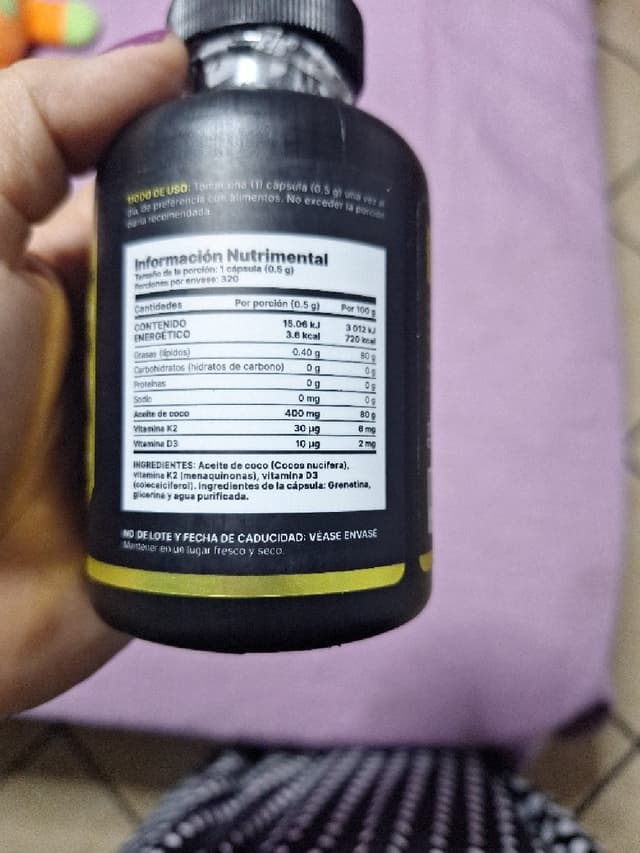 MODO DE USO: Tomar una (1) cápsula (0.5 g) una vez al
día de preferencia con alimentos. No exceder la porción
diaria recomendada.
Información Nutrimental
Tamaño de la porción: 1 cápsula (0.5 g)
Porciones por envase: 320
Cantidades Por porción (0.5 g) Por 100 g
CONTENIDO 15.06 kJ 3 012 kJ
ENERGÉTICO 3.6 kcal 720 kcal
Grasas (lípidos) 0.40 g 80 g
Carbohidratos (hidratos de carbono) 0 g 0 g
Proteínas 0 g 0 g
Sodio 0 mg 0 g
Aceite de coco 400 mg 80 g
Vitamina K2 30 µg 6 mg
Vitamina D3 10 µg 2 mg
INGREDIENTES: Aceite de coco (Cocos nucifera),
vitamina K2 (menaquinonas), vitamina D3
(colecalciferol). Ingredientes de la cápsula: Grenetina,
glicerina y agua purificada.
NO DE LOTE Y FECHA DE CADUCIDAD: VÉASE ENVASE
Mantener en un lugar fresco y seco.